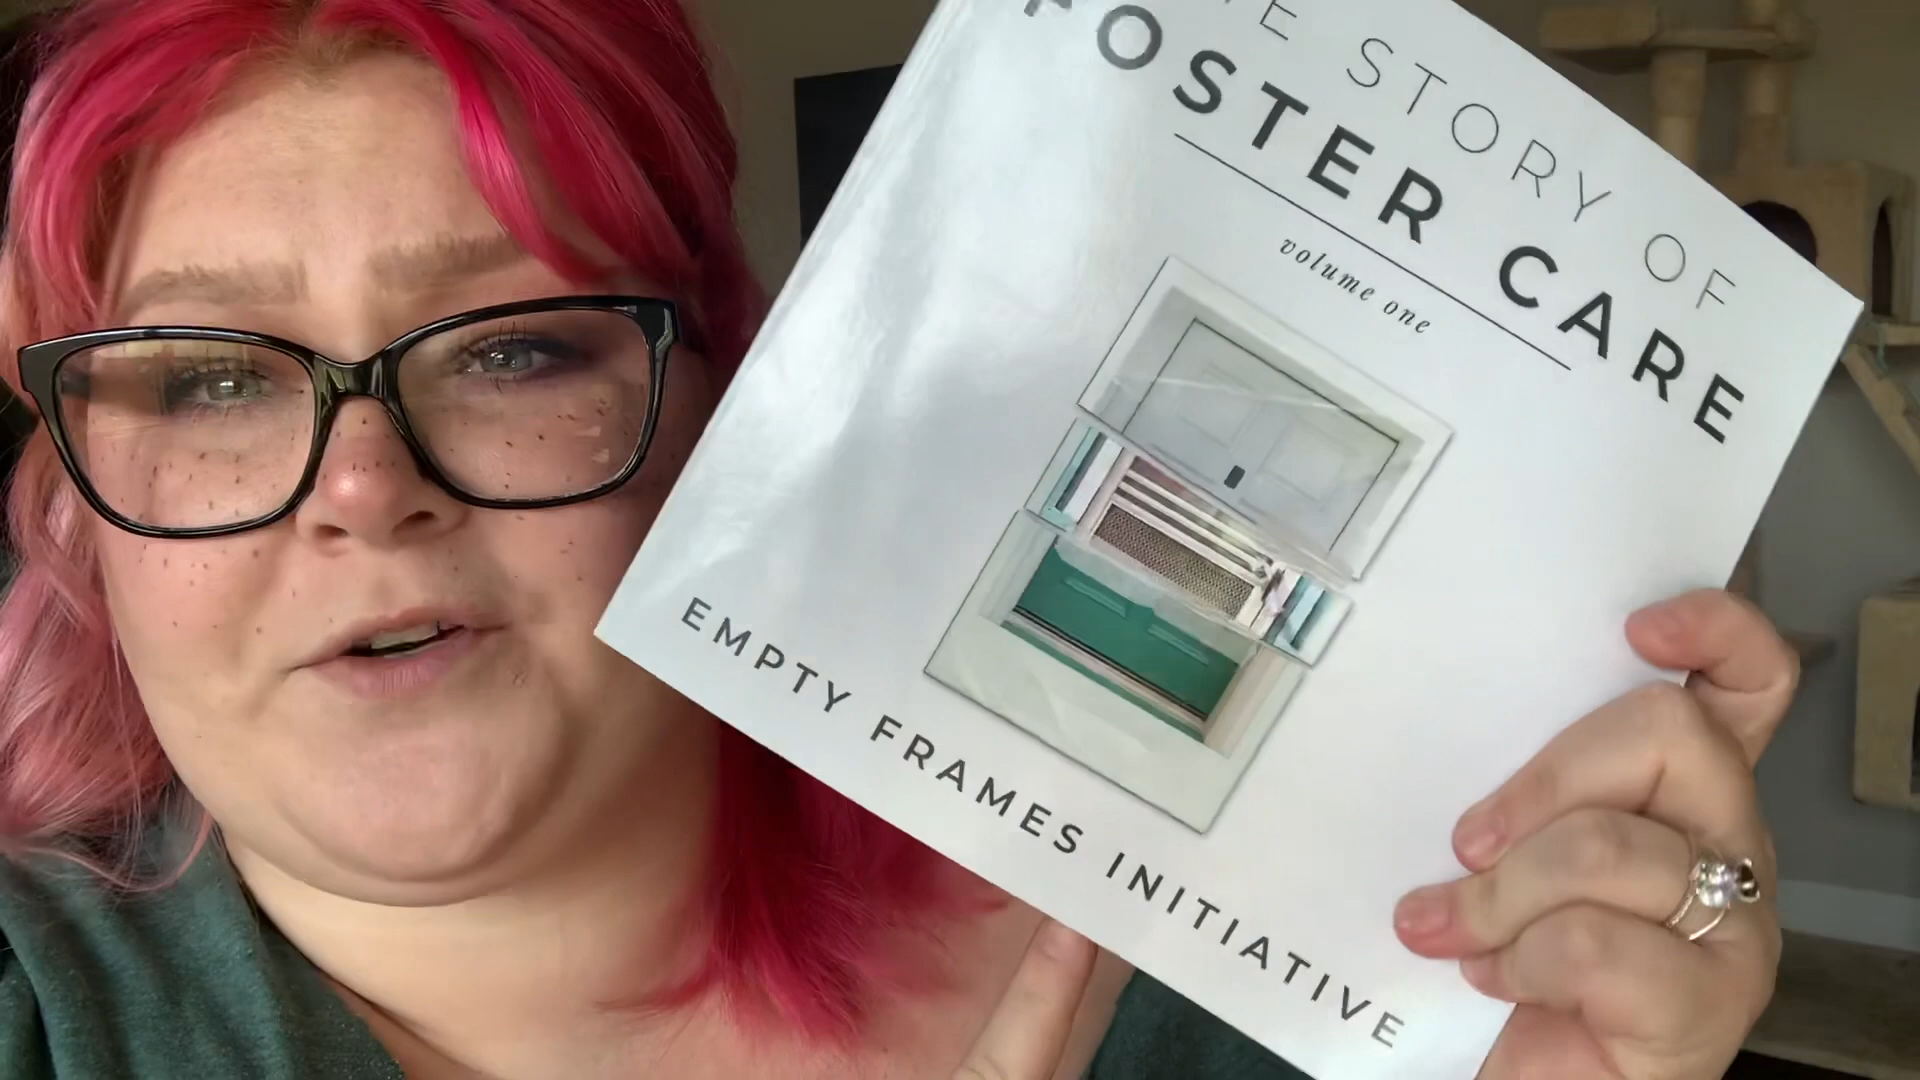 STORY OF
FOSTER CARE
volume one
EMPTY FRAMES INITIATIVE